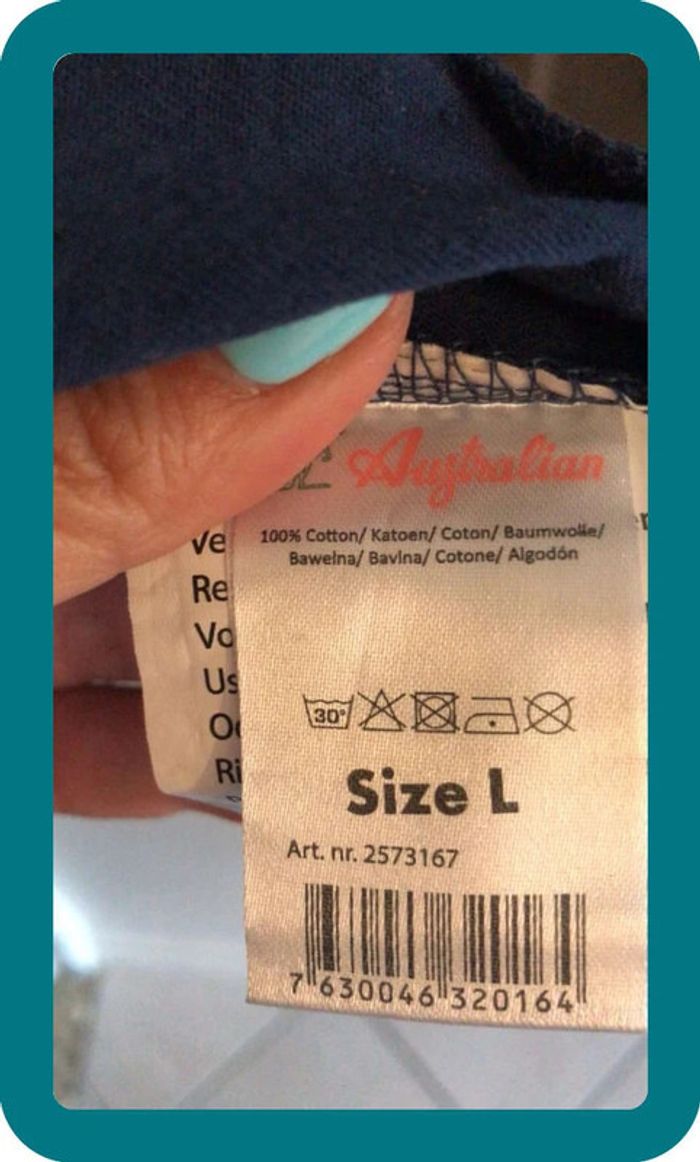 Australian
100% Cotton/ Katoen/ Coton/ Baumwolle/
Bawełna/ Bavlna/ Cotone/ Algodón
Ve
Re
Vo
Us
Ri
30°
Size L
Art. nr. 2573167
7 630046 320164